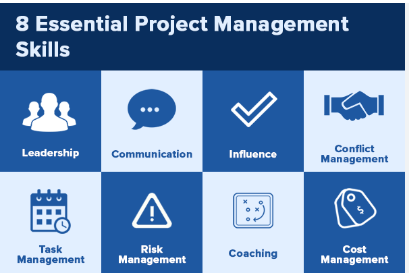 8 Essential Project Management
Skills
Leadership
Communication
Influence
Conflict
Management
Task
Management
Risk
Management
Coaching
$
Cost
Management